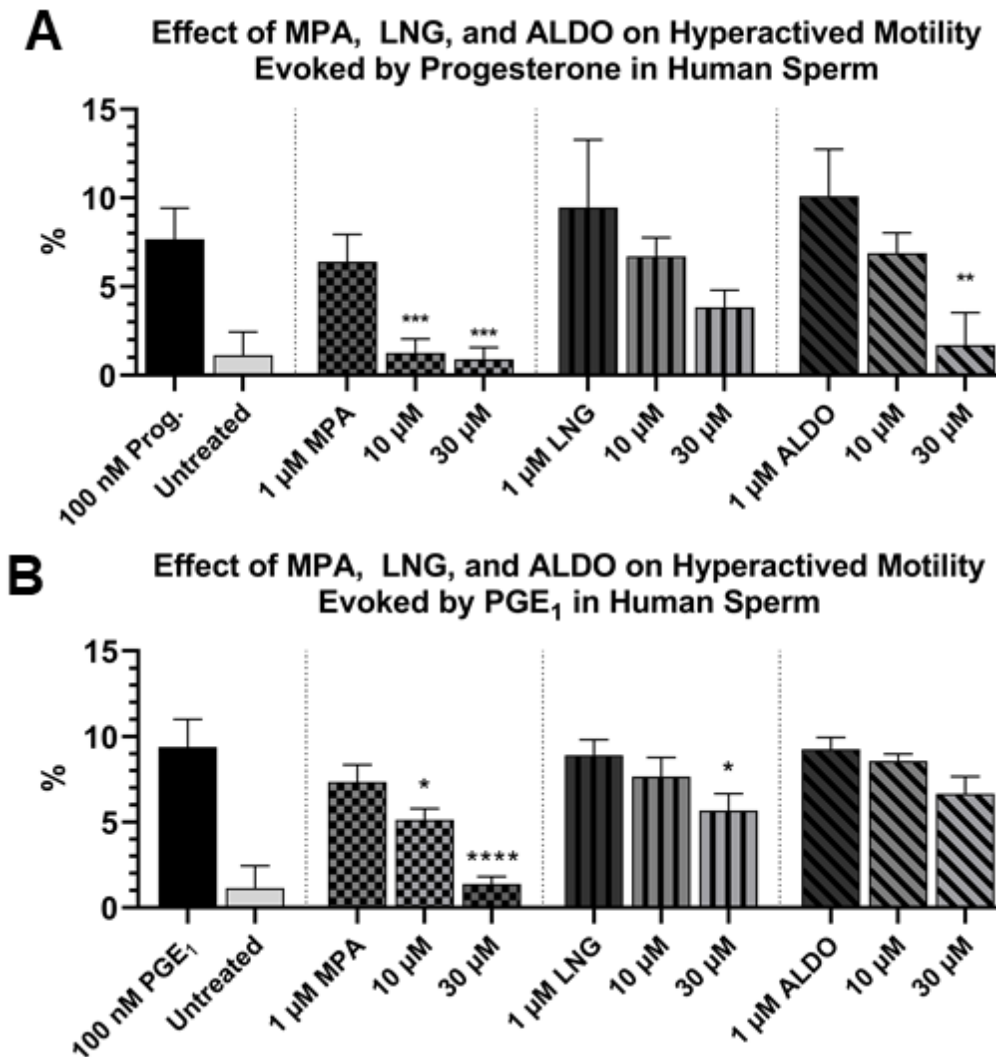 A
Effect of MPA, LNG, and ALDO on Hyperactived Motility
Evoked by Progesterone in Human Sperm
15
10
5
0
%
***
***
**
100 nM Prog.
Untreated
1 µM MPA
10 µM
30 µM
1 µM LNG
10 µM
30 µM
1 µM ALDO
10 µM
30 µM
B
Effect of MPA, LNG, and ALDO on Hyperactived Motility
Evoked by PGE₁ in Human Sperm
15
10
5
0
%
*
****
*
100 nM PGE₁
Untreated
1 µM MPA
10 µM
30 µM
1 µM LNG
10 µM
30 µM
1 µM ALDO
10 µM
30 µM